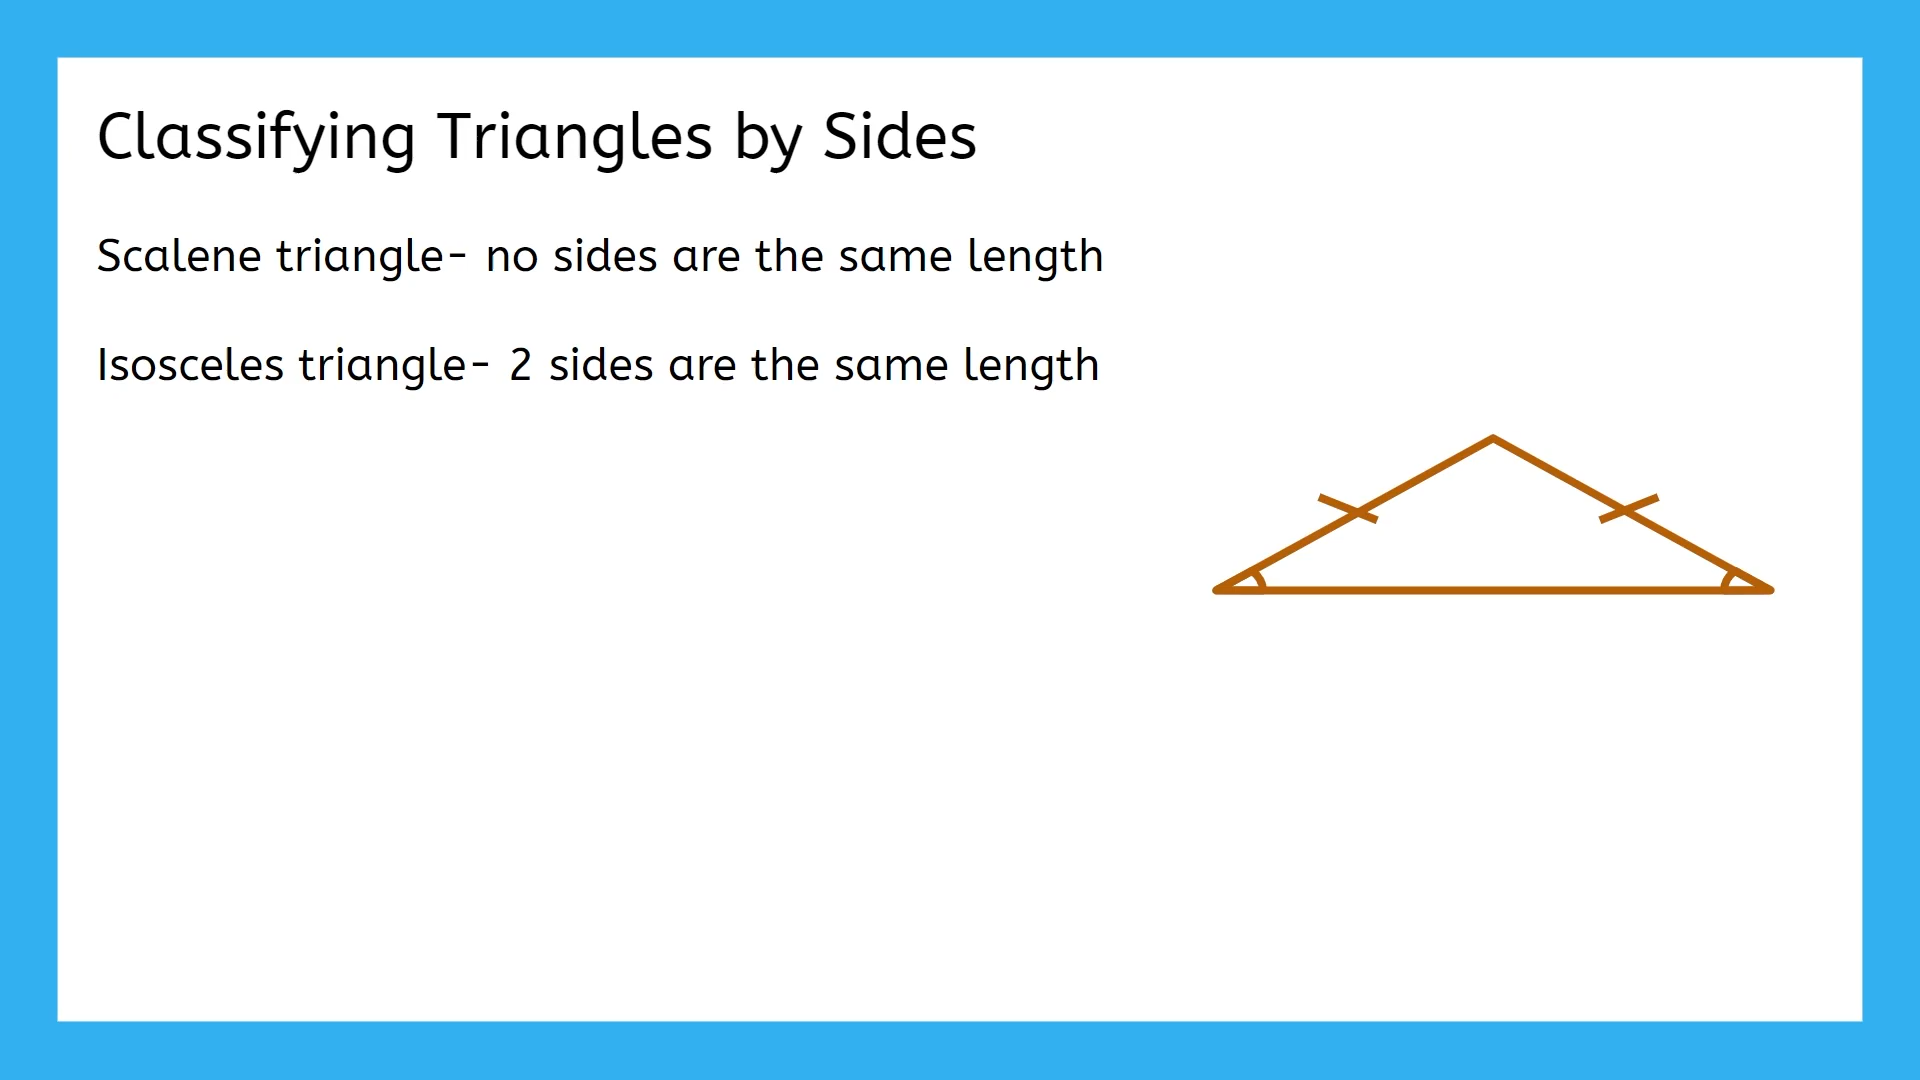 Classifying Triangles by Sides
Scalene triangle- no sides are the same length
Isosceles triangle- 2 sides are the same length